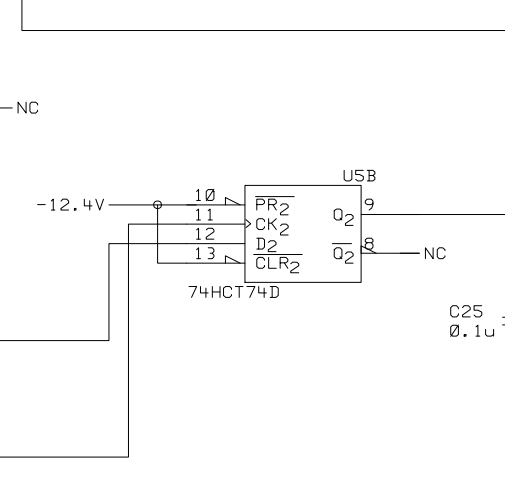 NC
U5B
-12.4V
10
PR2
9
11
CK2
Q2
12
D2
8
13
CLR2
Q2
NC
74HCT74D
C25
0.1u